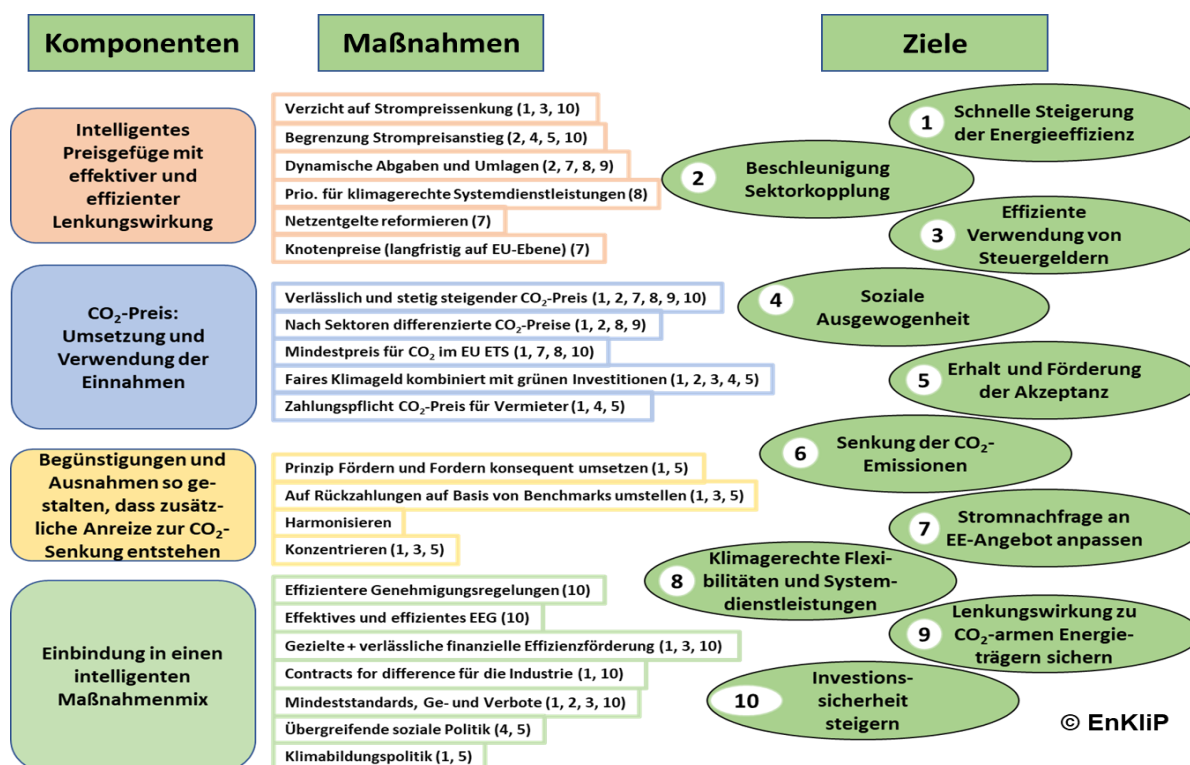 Komponenten
Maßnahmen
Ziele
Intelligentes
Preisgefüge mit
effektiver und
effizienter
Lenkungswirkung
Verzicht auf Strompreissenkung (1, 3, 10)
Begrenzung Strompreisanstieg (2, 4, 5, 10)
Dynamische Abgaben und Umlagen (2, 7, 8, 9)
Prio. für klimagerechte Systemdienstleistungen (8)
Netzentgelte reformieren (7)
Knotenpreise (langfristig auf EU-Ebene) (7)
CO₂-Preis:
Umsetzung und
Verwendung der
Einnahmen
Verlässlich und stetig steigender CO₂-Preis (1, 2, 7, 8, 9, 10)
Nach Sektoren differenzierte CO₂-Preise (1, 2, 8, 9)
Mindestpreis für CO₂ im EU ETS (1, 7, 8, 10)
Faires Klimageld kombiniert mit grünen Investitionen (1, 2, 3, 4, 5)
Zahlungspflicht CO₂-Preis für Vermieter (1, 4, 5)
Begünstigungen und
Ausnahmen so ge-
stalten, dass zusätz-
liche Anreize zur CO₂-
Senkung entstehen
Prinzip Fördern und Fordern konsequent umsetzen (1, 5)
Auf Rückzahlungen auf Basis von Benchmarks umstellen (1, 3, 5)
Harmonisieren
Konzentrieren (1, 3, 5)
Einbindung in einen
intelligenten
Maßnahmenmix
Effizientere Genehmigungsregelungen (10)
Effektives und effizientes EEG (10)
Gezielte + verlässliche finanzielle Effizienzförderung (1, 3, 10)
Contracts for difference für die Industrie (1, 10)
Mindeststandards, Ge- und Verbote (1, 2, 3, 10)
Übergreifende soziale Politik (4, 5)
Klimabildungspolitik (1, 5)
1 Schnelle Steigerung
der Energieeffizienz
2 Beschleunigung
Sektorkopplung
3 Effiziente
Verwendung von
Steuergeldern
4 Soziale
Ausgewogenheit
5 Erhalt und Förderung
der Akzeptanz
6 Senkung der CO₂-
Emissionen
7 Stromnachfrage an
EE-Angebot anpassen
8 Klimagerechte Flexi-
bilitäten und System-
dienstleistungen
9 Lenkungswirkung zu
CO₂-armen Energie-
trägern sichern
10 Investitions-
sicherheit
steigern
© EnKliP